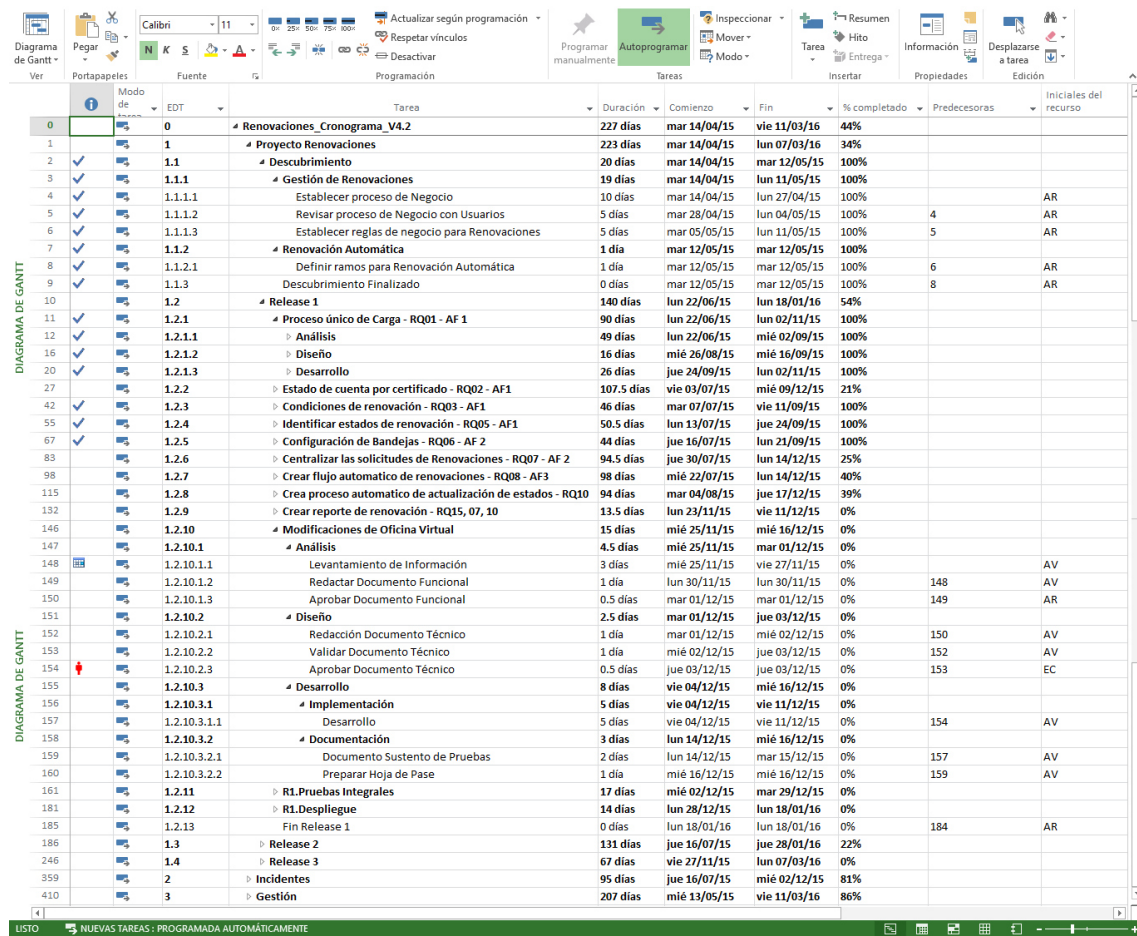 Diagrama de Gantt
Ver
Pegar
Portapapeles
Calibri 11
N K S A
Fuente
0× 25× 50× 75× 100×
Actualizar según programación
Respetar vínculos
Desactivar
Programación
Programar manualmente
Autoprogramar
Inspeccionar
Mover
Modo
Tareas
Tarea
Resumen
Hito
Entrega
Insertar
Información
Propiedades
Desplazarse a tarea
Edición
Modo de tarea EDT Tarea Duración Comienzo Fin % completado Predecesoras Iniciales del recurso
0 0 Renovaciones_Cronograma_V4.2 227 días mar 14/04/15 vie 11/03/16 44%
1 1 Proyecto Renovaciones 223 días mar 14/04/15 lun 07/03/16 34%
2 1.1 Descubrimiento 20 días mar 14/04/15 mar 12/05/15 100%
3 1.1.1 Gestión de Renovaciones 19 días mar 14/04/15 lun 11/05/15 100%
4 1.1.1.1 Establecer proceso de Negocio 10 días mar 14/04/15 lun 27/04/15 100% AR
5 1.1.1.2 Revisar proceso de Negocio con Usuarios 5 días mar 28/04/15 lun 04/05/15 100% 4 AR
6 1.1.1.3 Establecer reglas de negocio para Renovaciones 5 días mar 05/05/15 lun 11/05/15 100% 5 AR
7 1.1.2 Renovación Automática 1 día mar 12/05/15 mar 12/05/15 100%
8 1.1.2.1 Definir ramos para Renovación Automática 1 día mar 12/05/15 mar 12/05/15 100% 6 AR
9 1.1.3 Descubrimiento Finalizado 0 días mar 12/05/15 mar 12/05/15 100% 8 AR
10 1.2 Release 1 140 días lun 22/06/15 lun 18/01/16 54%
11 1.2.1 Proceso único de Carga - RQ01 - AF 1 90 días lun 22/06/15 lun 02/11/15 100%
12 1.2.1.1 Análisis 49 días lun 22/06/15 mié 02/09/15 100%
16 1.2.1.2 Diseño 16 días mié 26/08/15 mié 16/09/15 100%
20 1.2.1.3 Desarrollo 26 días jue 24/09/15 lun 02/11/15 100%
27 1.2.2 Estado de cuenta por certificado - RQ02 - AF1 107.5 días vie 03/07/15 mié 09/12/15 21%
42 1.2.3 Condiciones de renovación - RQ03 - AF1 46 días mar 07/07/15 vie 11/09/15 100%
55 1.2.4 Identificar estados de renovación - RQ05 - AF1 50.5 días lun 13/07/15 jue 24/09/15 100%
67 1.2.5 Configuración de Bandejas - RQ06 - AF 2 44 días jue 16/07/15 lun 21/09/15 100%
83 1.2.6 Centralizar las solicitudes de Renovaciones - RQ07 - AF 2 94.5 días jue 30/07/15 lun 14/12/15 25%
98 1.2.7 Crear flujo automatico de renovaciones - RQ08 - AF3 98 días mié 22/07/15 lun 14/12/15 40%
115 1.2.8 Crea proceso automatico de actualización de estados - RQ10 94 días mar 04/08/15 jue 17/12/15 39%
132 1.2.9 Crear reporte de renovación - RQ15, 07, 10 13.5 días lun 23/11/15 vie 11/12/15 0%
146 1.2.10 Modificaciones de Oficina Virtual 15 días mié 25/11/15 mié 16/12/15 0%
147 1.2.10.1 Análisis 4.5 días mié 25/11/15 mar 01/12/15 0%
148 1.2.10.1.1 Levantamiento de Información 3 días mié 25/11/15 vie 27/11/15 0% AV
149 1.2.10.1.2 Redactar Documento Funcional 1 día lun 30/11/15 lun 30/11/15 0% 148 AV
150 1.2.10.1.3 Aprobar Documento Funcional 0.5 días mar 01/12/15 mar 01/12/15 0% 149 AR
151 1.2.10.2 Diseño 2.5 días mar 01/12/15 jue 03/12/15 0%
152 1.2.10.2.1 Redacción Documento Técnico 1 día mar 01/12/15 mié 02/12/15 0% 150 AV
153 1.2.10.2.2 Validar Documento Técnico 1 día mié 02/12/15 jue 03/12/15 0% 152 AV
154 1.2.10.2.3 Aprobar Documento Técnico 0.5 días jue 03/12/15 jue 03/12/15 0% 153 EC
155 1.2.10.3 Desarrollo 8 días vie 04/12/15 mié 16/12/15 0%
156 1.2.10.3.1 Implementación 5 días vie 04/12/15 vie 11/12/15 0%
157 1.2.10.3.1.1 Desarrollo 5 días vie 04/12/15 vie 11/12/15 0% 154 AV
158 1.2.10.3.2 Documentación 3 días lun 14/12/15 mié 16/12/15 0%
159 1.2.10.3.2.1 Documento Sustento de Pruebas 2 días lun 14/12/15 mar 15/12/15 0% 157 AV
160 1.2.10.3.2.2 Preparar Hoja de Pase 1 día mié 16/12/15 mié 16/12/15 0% 159 AV
161 1.2.11 R1.Pruebas Integrales 17 días mié 02/12/15 mar 29/12/15 0%
181 1.2.12 R1.Despliegue 14 días lun 28/12/15 lun 18/01/16 0%
185 1.2.13 Fin Release 1 0 días lun 18/01/16 lun 18/01/16 0% 184 AR
186 1.3 Release 2 131 días jue 16/07/15 jue 28/01/16 22%
246 1.4 Release 3 67 días vie 27/11/15 lun 07/03/16 0%
359 2 Incidentes 95 días jue 16/07/15 mié 02/12/15 81%
410 3 Gestión 207 días mié 13/05/15 vie 11/03/16 86%
DIAGRAMA DE GANTT
DIAGRAMA DE GANTT
LISTO NUEVAS TAREAS : PROGRAMADA AUTOMÁTICAMENTE